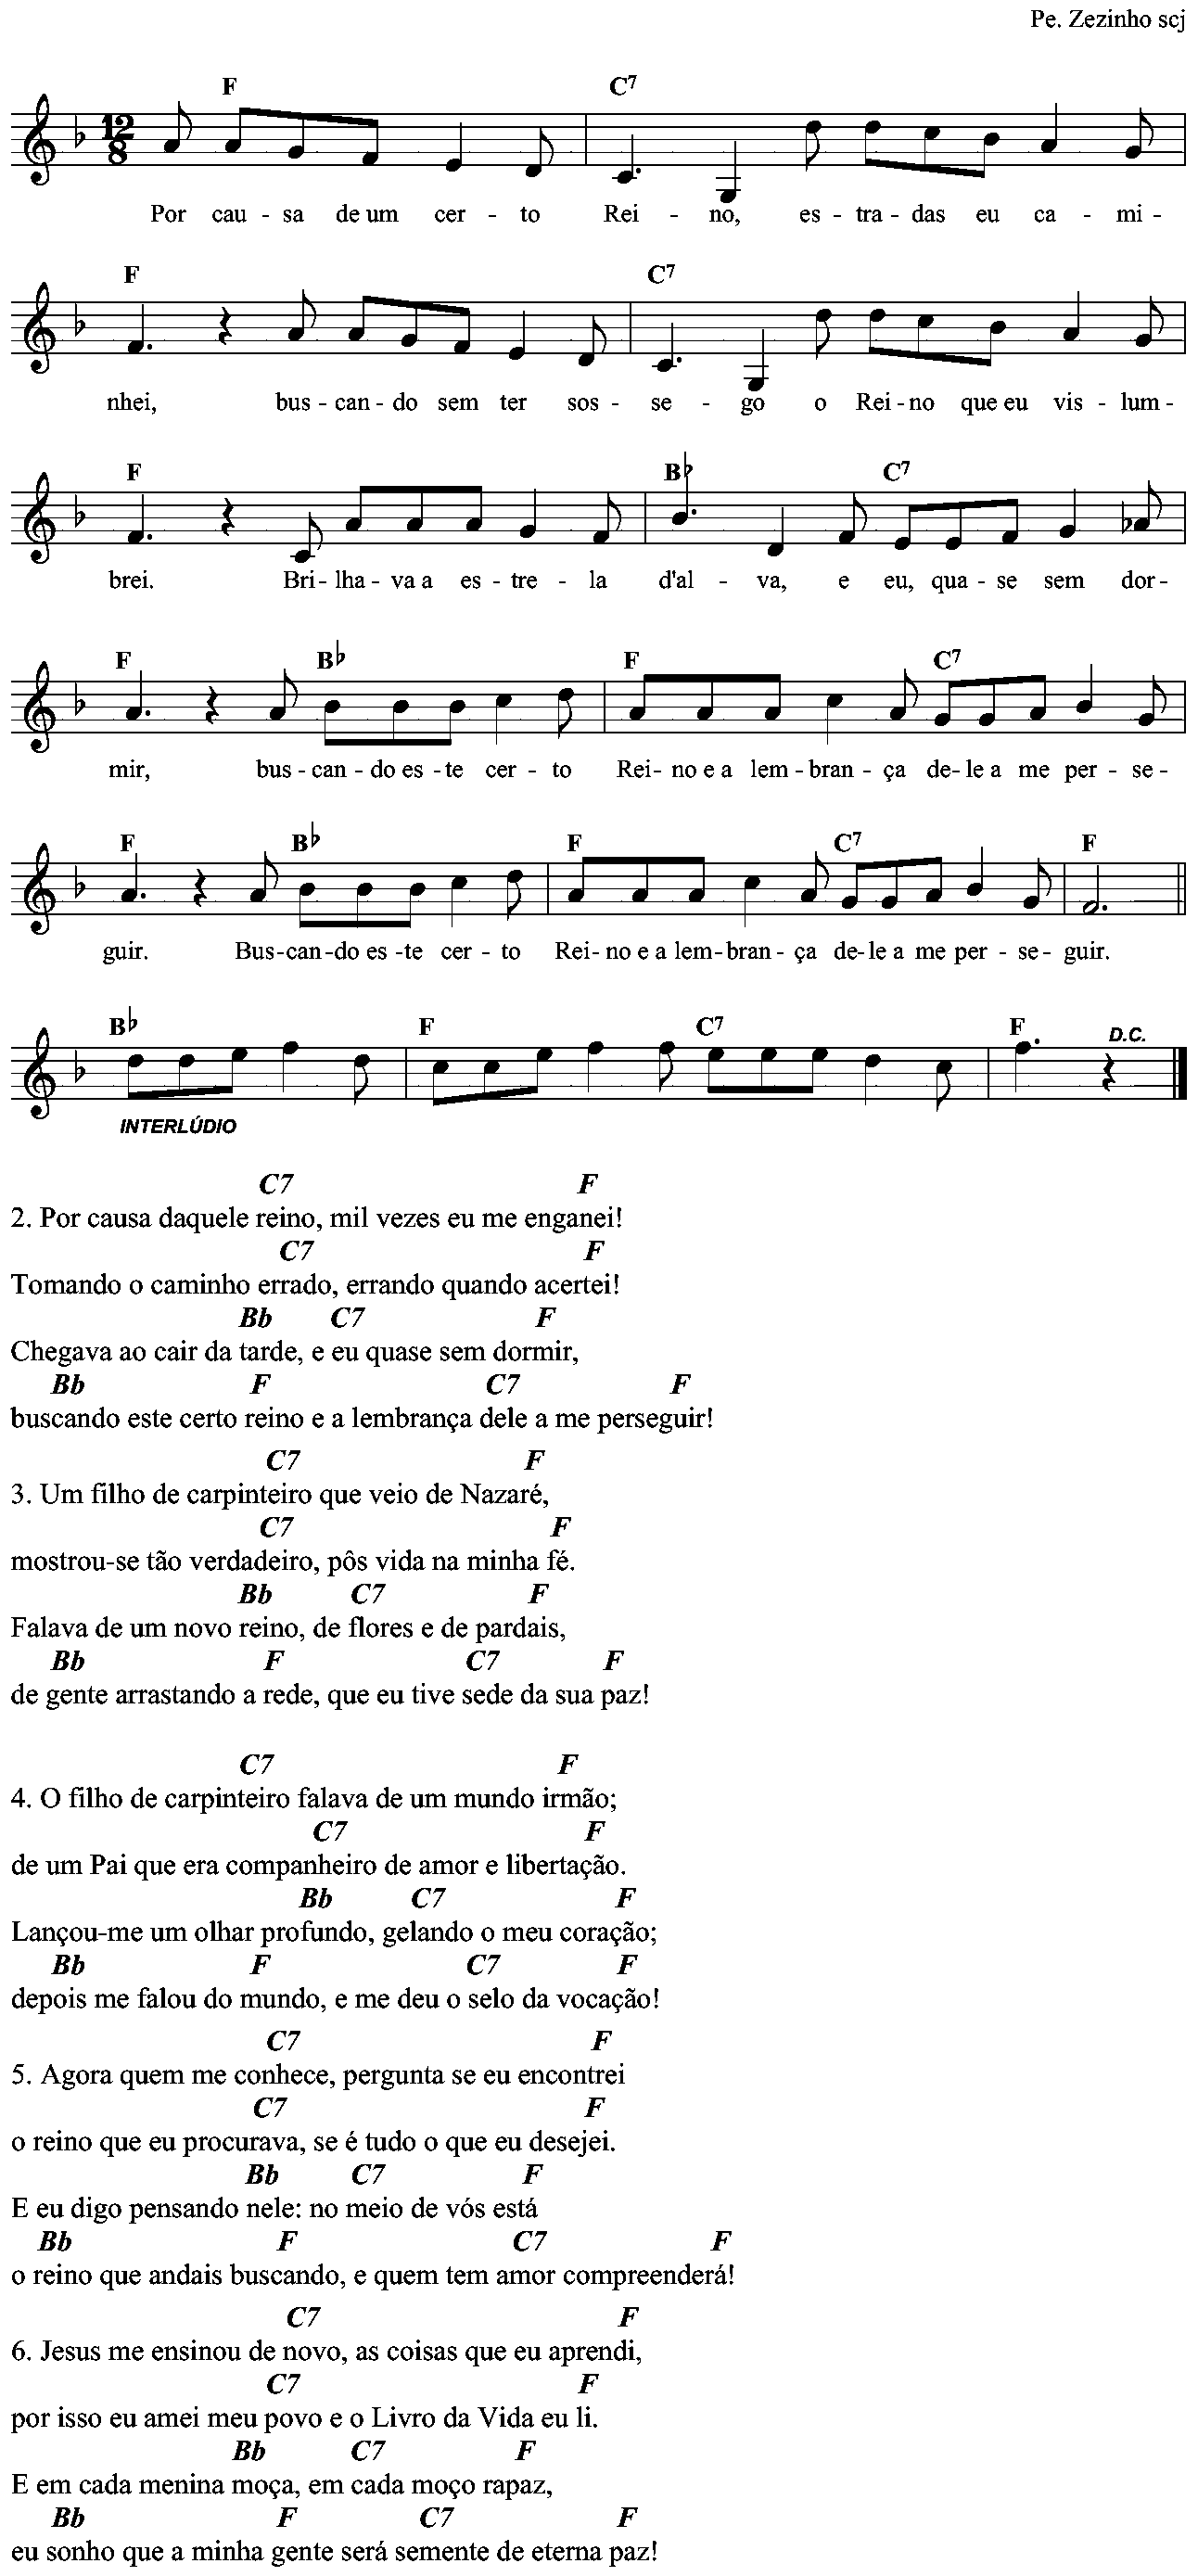 Pe. Zezinho scj
F C7
12
8
Por cau - sa de um cer - to Rei - no, es - tra - das eu ca - mi -
F C7
nhei, bus - can - do sem ter sos - se - go o Rei - no que eu vis - lum -
F B♭ C7
brei. Bri - lha - va a es - tre - la d'al - va, e eu, qua - se sem dor -
F B♭ F C7
mir, bus - can - do es - te cer - to Rei - no e a lem - bran - ça de - le a me per - se -
F B♭ F C7 F
guir. Bus - can - do es - te cer - to Rei - no e a lem - bran - ça de - le a me per - se - guir.
B♭ F C7 F D.C.
INTERLÚDIO
C7 F
2. Por causa daquele reino, mil vezes eu me enganei!
C7 F
Tomando o caminho errado, errando quando acertei!
Bb C7 F
Chegava ao cair da tarde, e eu quase sem dormir,
Bb F C7 F
buscando este certo reino e a lembrança dele a me perseguir!
C7 F
3. Um filho de carpinteiro que veio de Nazaré,
C7 F
mostrou-se tão verdadeiro, pôs vida na minha fé.
Bb C7 F
Falava de um novo reino, de flores e de pardais,
Bb F C7 F
de gente arrastando a rede, que eu tive sede da sua paz!
C7 F
4. O filho de carpinteiro falava de um mundo irmão;
C7 F
de um Pai que era companheiro de amor e libertação.
Bb C7 F
Lançou-me um olhar profundo, gelando o meu coração;
Bb F C7 F
depois me falou do mundo, e me deu o selo da vocação!
C7 F
5. Agora quem me conhece, pergunta se eu encontrei
C7 F
o reino que eu procurava, se é tudo o que eu desejei.
Bb C7 F
E eu digo pensando nele: no meio de vós está
Bb F C7 F
o reino que andais buscando, e quem tem amor compreenderá!
C7 F
6. Jesus me ensinou de novo, as coisas que eu aprendi,
C7 F
por isso eu amei meu povo e o Livro da Vida eu li.
Bb C7 F
E em cada menina moça, em cada moço rapaz,
Bb F C7 F
eu sonho que a minha gente será semente de eterna paz!